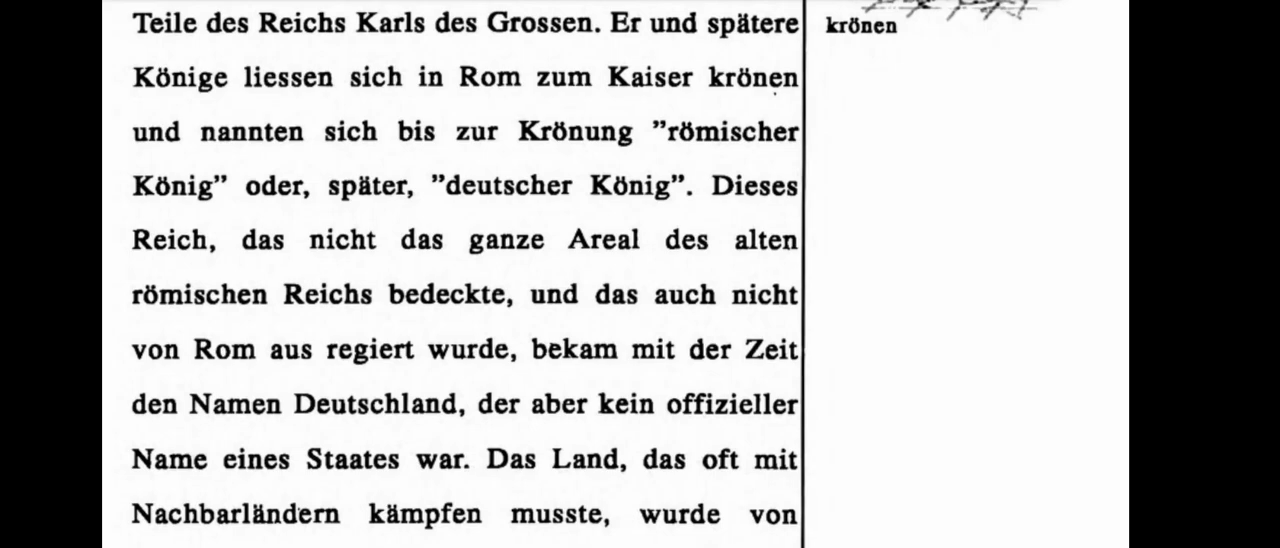 Teile des Reichs Karls des Grossen. Er und spätere
Könige liessen sich in Rom zum Kaiser krönen
und nannten sich bis zur Krönung ”römischer
König” oder, später, ”deutscher König”. Dieses
Reich, das nicht das ganze Areal des alten
römischen Reichs bedeckte, und das auch nicht
von Rom aus regiert wurde, bekam mit der Zeit
den Namen Deutschland, der aber kein offizieller
Name eines Staates war. Das Land, das oft mit
Nachbarländern kämpfen musste, wurde von
krönen